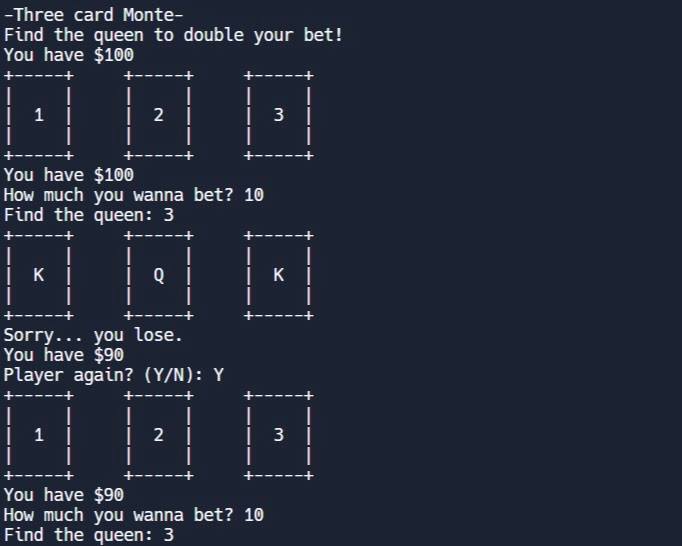 -Three card Monte-
Find the queen to double your bet!
You have $100
+-----+     +-----+     +-----+
|     |     |     |     |     |
|  1  |     |  2  |     |  3  |
|     |     |     |     |     |
+-----+     +-----+     +-----+
You have $100
How much you wanna bet? 10
Find the queen: 3
+-----+     +-----+     +-----+
|     |     |     |     |     |
|  K  |     |  Q  |     |  K  |
|     |     |     |     |     |
+-----+     +-----+     +-----+
Sorry... you lose.
You have $90
Player again? (Y/N): Y
+-----+     +-----+     +-----+
|     |     |     |     |     |
|  1  |     |  2  |     |  3  |
|     |     |     |     |     |
+-----+     +-----+     +-----+
You have $90
How much you wanna bet? 10
Find the queen: 3